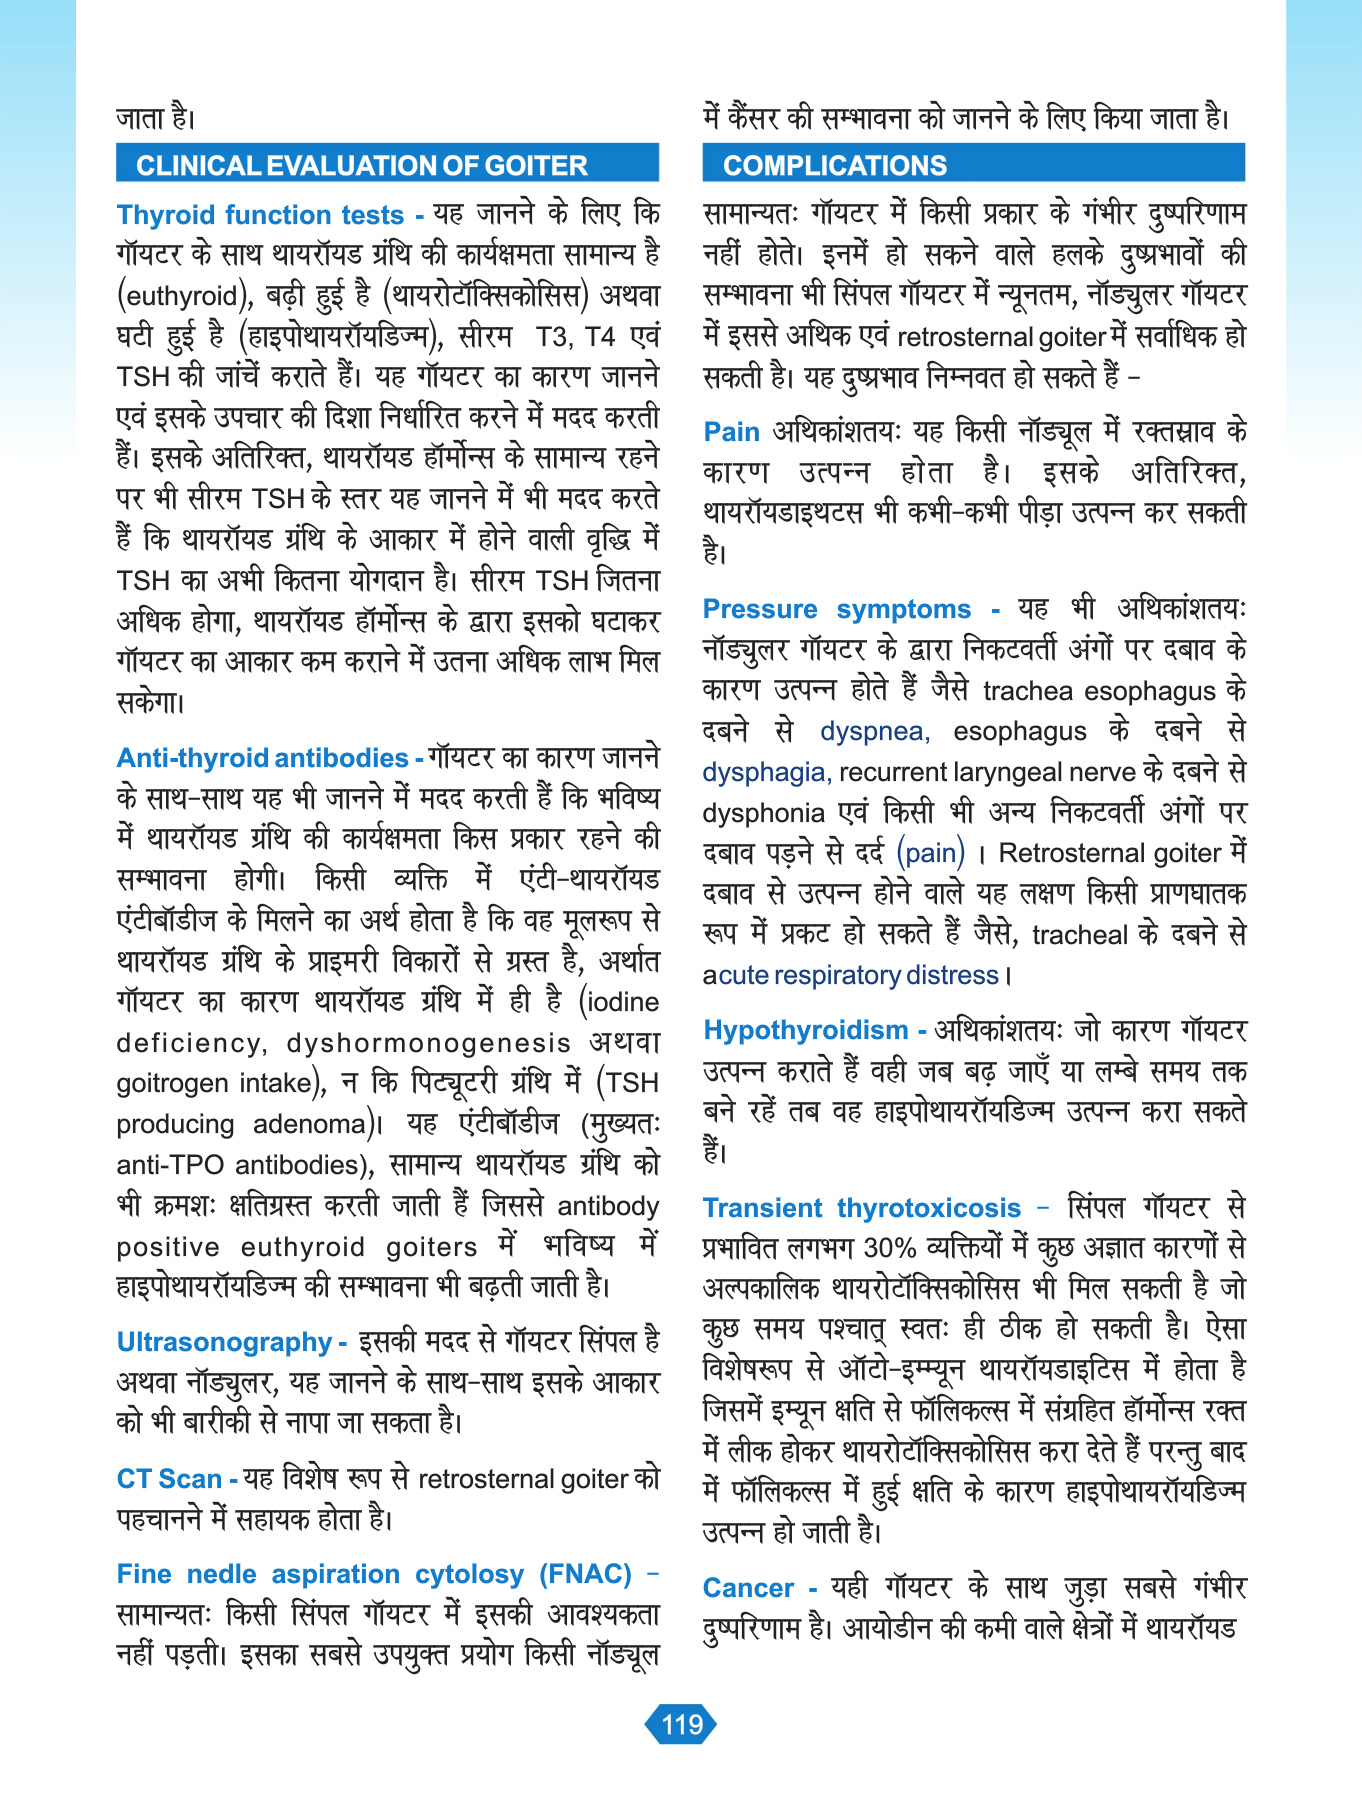 जाता है।
CLINICAL EVALUATION OF GOITER
Thyroid function tests - यह जानने के लिए कि
गॉयटर के साथ थायरॉयड ग्रंथि की कार्यक्षमता सामान्य है
(euthyroid), बढ़ी हुई है (थायरोटॉक्सिकोसिस) अथवा
घटी हुई है (हाइपोथायरॉयडिज्म), सीरम T3, T4 एवं
TSH की जांचें कराते हैं। यह गॉयटर का कारण जानने
एवं इसके उपचार की दिशा निर्धारित करने में मदद करती
हैं। इसके अतिरिक्त, थायरॉयड हॉर्मोन्स के सामान्य रहने
पर भी सीरम TSH के स्तर यह जानने में भी मदद करते
हैं कि थायरॉयड ग्रंथि के आकार में होने वाली वृद्धि में
TSH का अभी कितना योगदान है। सीरम TSH जितना
अधिक होगा, थायरॉयड हॉर्मोन्स के द्वारा इसको घटाकर
गॉयटर का आकार कम कराने में उतना अधिक लाभ मिल
सकेगा।
Anti-thyroid antibodies - गॉयटर का कारण जानने
के साथ-साथ यह भी जानने में मदद करती हैं कि भविष्य
में थायरॉयड ग्रंथि की कार्यक्षमता किस प्रकार रहने की
सम्भावना होगी। किसी व्यक्ति में एंटी-थायरॉयड
एंटीबॉडीज के मिलने का अर्थ होता है कि वह मूलरूप से
थायरॉयड ग्रंथि के प्राइमरी विकारों से ग्रस्त है, अर्थात
गॉयटर का कारण थायरॉयड ग्रंथि में ही है (iodine
deficiency, dyshormonogenesis अथवा
goitrogen intake), न कि पिट्यूटरी ग्रंथि में (TSH
producing adenoma)। यह एंटीबॉडीज (मुख्यतः
anti-TPO antibodies), सामान्य थायरॉयड ग्रंथि को
भी क्रमशः क्षतिग्रस्त करती जाती हैं जिससे antibody
positive euthyroid goiters में भविष्य में
हाइपोथायरॉयडिज्म की सम्भावना भी बढ़ती जाती है।
Ultrasonography - इसकी मदद से गॉयटर सिंपल है
अथवा नॉड्युलर, यह जानने के साथ-साथ इसके आकार
को भी बारीकी से नापा जा सकता है।
CT Scan - यह विशेष रूप से retrosternal goiter को
पहचानने में सहायक होता है।
Fine nedle aspiration cytolosy (FNAC) –
सामान्यतः किसी सिंपल गॉयटर में इसकी आवश्यकता
नहीं पड़ती। इसका सबसे उपयुक्त प्रयोग किसी नॉड्यूल
में कैंसर की सम्भावना को जानने के लिए किया जाता है।
COMPLICATIONS
सामान्यतः गॉयटर में किसी प्रकार के गंभीर दुष्परिणाम
नहीं होते। इनमें हो सकने वाले हलके दुष्प्रभावों की
सम्भावना भी सिंपल गॉयटर में न्यूनतम, नॉड्युलर गॉयटर
में इससे अथिक एवं retrosternal goiter में सर्वाधिक हो
सकती है। यह दुष्प्रभाव निम्नवत हो सकते हैं –
Pain अथिकांशतयः यह किसी नॉड्यूल में रक्तस्राव के
कारण उत्पन्न होता है। इसके अतिरिक्त,
थायरॉयडाइथटस भी कभी-कभी पीड़ा उत्पन्न कर सकती
है।
Pressure symptoms - यह भी अथिकांशतयः
नॉड्युलर गॉयटर के द्वारा निकटवर्ती अंगों पर दबाव के
कारण उत्पन्न होते हैं जैसे trachea esophagus के
दबने से dyspnea, esophagus के दबने से
dysphagia, recurrent laryngeal nerve के दबने से
dysphonia एवं किसी भी अन्य निकटवर्ती अंगों पर
दबाव पड़ने से दर्द (pain) । Retrosternal goiter में
दबाव से उत्पन्न होने वाले यह लक्षण किसी प्राणघातक
रूप में प्रकट हो सकते हैं जैसे, tracheal के दबने से
acute respiratory distress ।
Hypothyroidism - अथिकांशतयः जो कारण गॉयटर
उत्पन्न कराते हैं वही जब बढ़ जाएँ या लम्बे समय तक
बने रहें तब वह हाइपोथायरॉयडिज्म उत्पन्न करा सकते
हैं।
Transient thyrotoxicosis – सिंपल गॉयटर से
प्रभावित लगभग 30% व्यक्तियों में कुछ अज्ञात कारणों से
अल्पकालिक थायरोटॉक्सिकोसिस भी मिल सकती है जो
कुछ समय पश्चात् स्वतः ही ठीक हो सकती है। ऐसा
विशेषरूप से ऑटो-इम्म्यून थायरॉयडाइटिस में होता है
जिसमें इम्यून क्षति से फॉलिकल्स में संग्रहित हॉर्मोन्स रक्त
में लीक होकर थायरोटॉक्सिकोसिस करा देते हैं परन्तु बाद
में फॉलिकल्स में हुई क्षति के कारण हाइपोथायरॉयडिज्म
उत्पन्न हो जाती है।
Cancer - यही गॉयटर के साथ जुड़ा सबसे गंभीर
दुष्परिणाम है। आयोडीन की कमी वाले क्षेत्रों में थायरॉयड
119